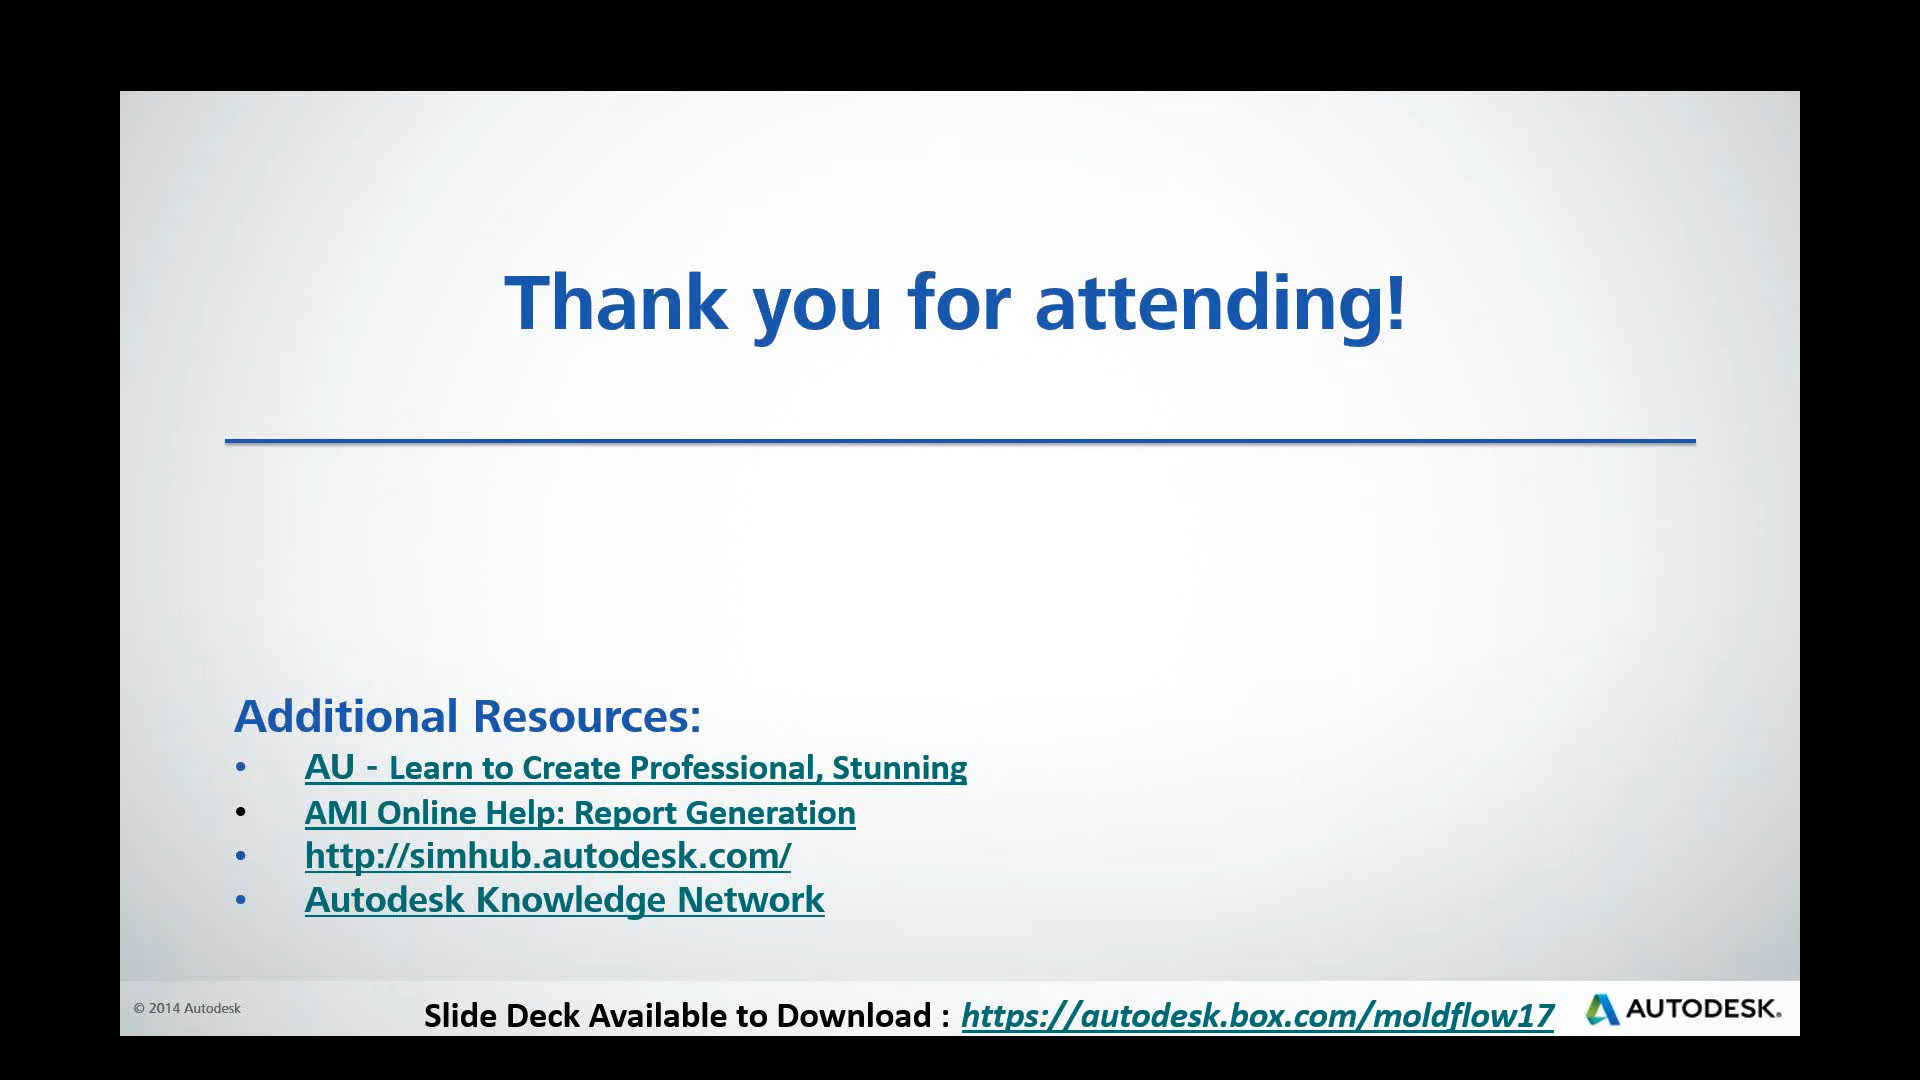 Thank you for attending!
Additional Resources:
• AU - Learn to Create Professional, Stunning
• AMI Online Help: Report Generation
• http://simhub.autodesk.com/
• Autodesk Knowledge Network
© 2014 Autodesk
Slide Deck Available to Download : https://autodesk.box.com/moldflow17
AUTODESK.